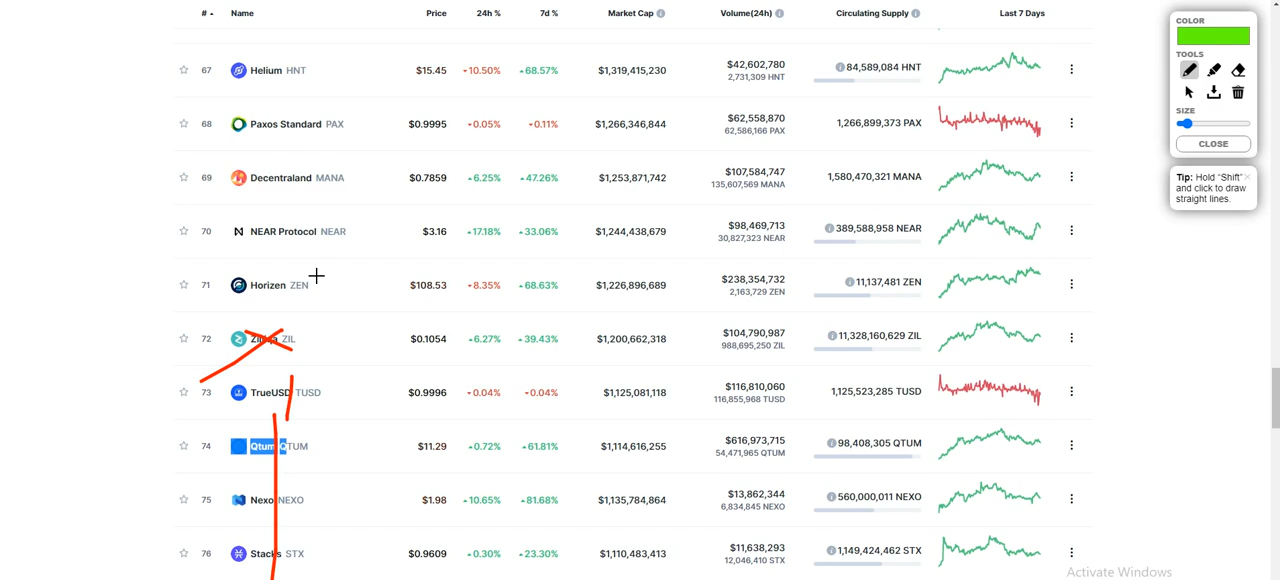 # Name Price 24h % 7d % Market Cap Volume(24h) Circulating Supply Last 7 Days
67 Helium HNT $15.45 10.50% 68.57% $1,319,415,230 $42,602,780 84,589,084 HNT
2,731,309 HNT
68 Paxos Standard PAX $0.9995 0.05% 0.11% $1,266,346,844 $62,558,870 1,266,899,373 PAX
62,586,166 PAX
69 Decentraland MANA $0.7859 6.25% 47.26% $1,253,871,742 $107,584,747 1,580,470,321 MANA
135,607,569 MANA
70 NEAR Protocol NEAR $3.16 17.18% 33.06% $1,244,438,679 $98,469,713 389,588,958 NEAR
30,827,323 NEAR
71 Horizen ZEN $108.53 8.35% 68.63% $1,226,896,689 $238,354,732 11,137,481 ZEN
2,163,729 ZEN
72 Zilliqa ZIL $0.1054 6.27% 39.43% $1,200,662,318 $104,790,987 11,328,160,629 ZIL
988,695,250 ZIL
73 TrueUSD TUSD $0.9996 0.04% 0.04% $1,125,081,118 $116,810,060 1,125,523,285 TUSD
116,855,968 TUSD
74 Qtum QTUM $11.29 0.72% 61.81% $1,114,616,255 $616,973,715 98,408,305 QTUM
54,471,965 QTUM
75 Nexo NEXO $1.98 10.65% 81.68% $1,135,784,864 $13,862,344 560,000,011 NEXO
6,834,845 NEXO
76 Stacks STX $0.9609 0.30% 23.30% $1,110,483,413 $11,638,293 1,149,424,462 STX
12,046,410 STX
COLOR
TOOLS
SIZE
CLOSE
Tip: Hold "Shift"
and click to draw
straight lines.
Activate Windows